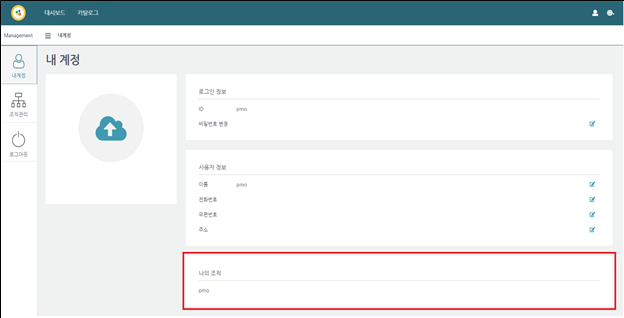 대시보드 카탈로그
Management 내계정
내계정
조직관리
로그아웃
내 계정
로그인 정보
ID pmo
비밀번호 변경
사용자 정보
이름 pmo
전화번호
우편번호
주소
나의 조직
pmo